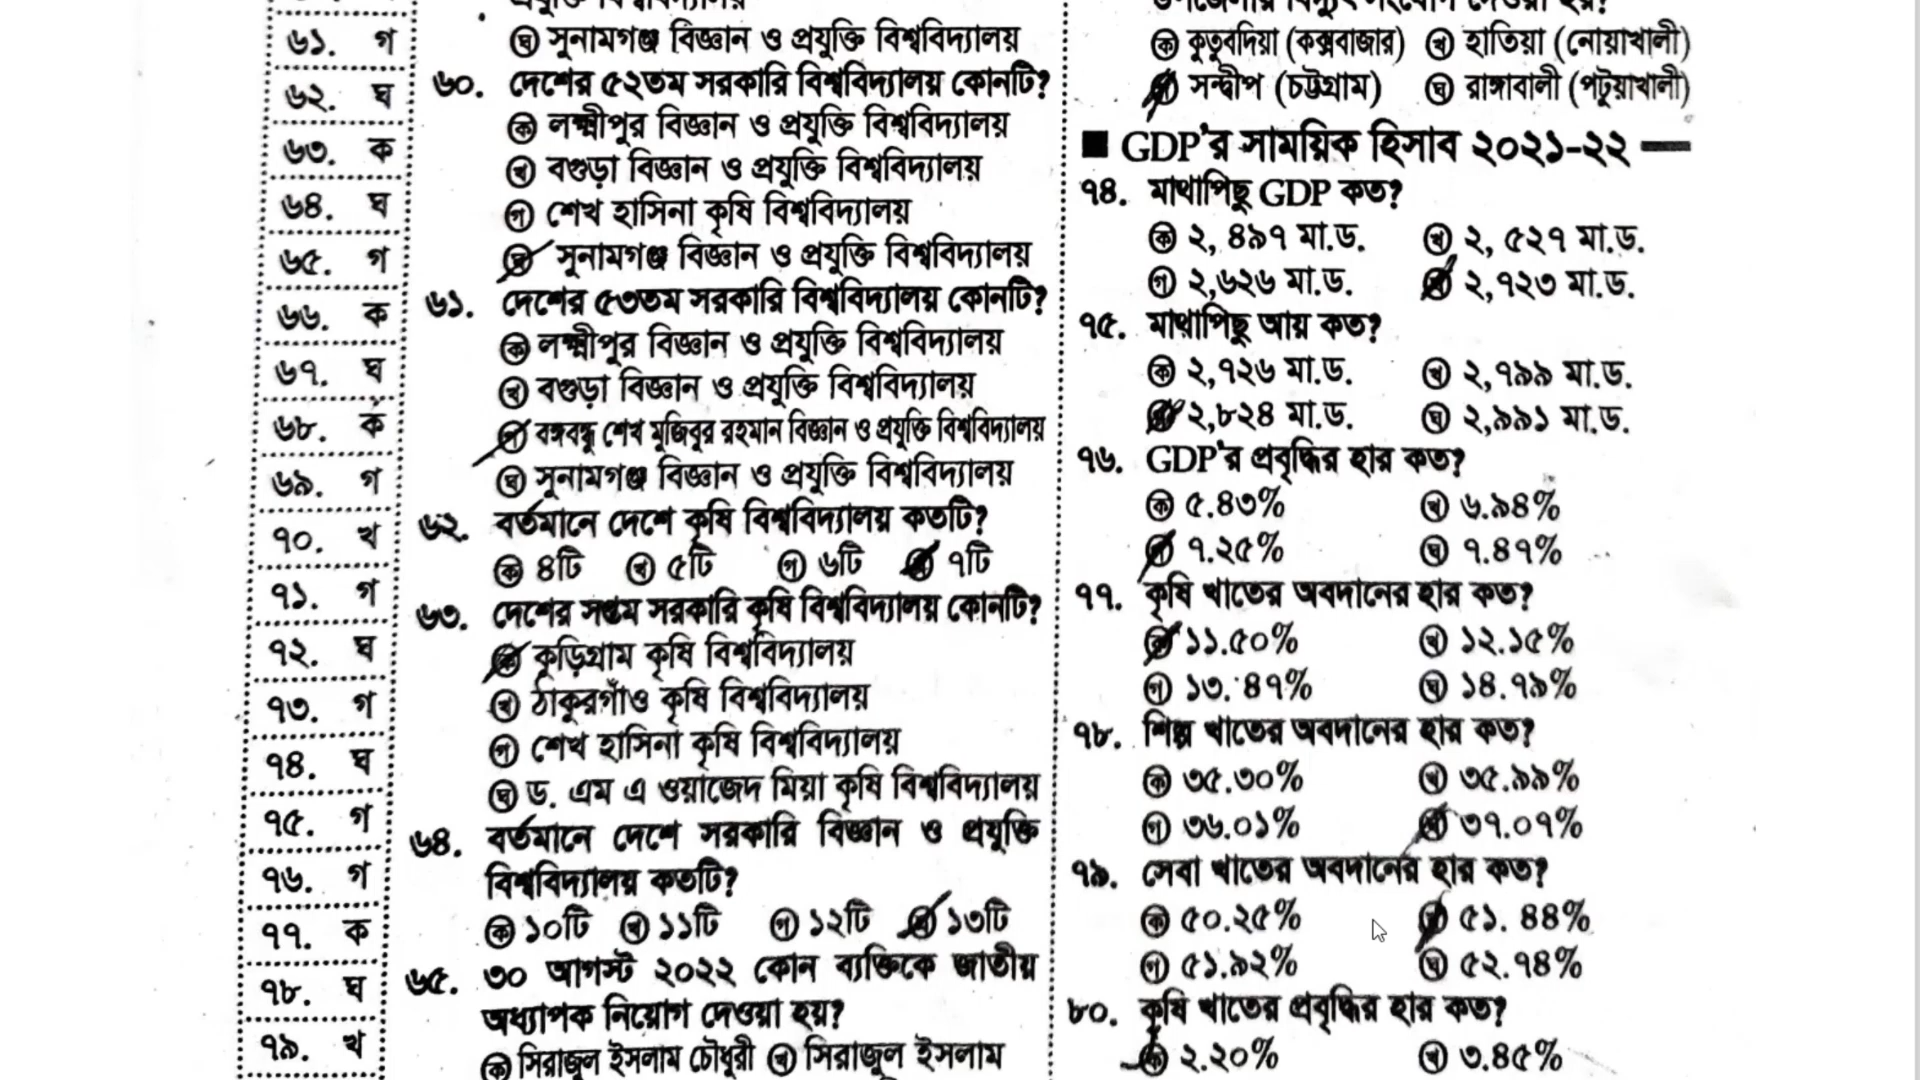 ৬১. গ
৬২. ঘ
৬৩. ক
৬৪. ঘ
৬৫. গ
৬৬. ক
৬৭. ঘ
৬৮. ক
৬৯. গ
৭০. খ
৭১. গ
৭২. ঘ
৭৩. গ
৭৪. ঘ
৭৫. গ
৭৬. গ
৭৭. ক
৭৮. ঘ
৭৯. খ
প্রযুক্তি বিশ্ববিদ্যালয়
ঘ সুনামগঞ্জ বিজ্ঞান ও প্রযুক্তি বিশ্ববিদ্যালয়
৬০. দেশের ৫২তম সরকারি বিশ্ববিদ্যালয় কোনটি?
ক লক্ষ্মীপুর বিজ্ঞান ও প্রযুক্তি বিশ্ববিদ্যালয়
খ বগুড়া বিজ্ঞান ও প্রযুক্তি বিশ্ববিদ্যালয়
গ শেখ হাসিনা কৃষি বিশ্ববিদ্যালয়
ঘ সুনামগঞ্জ বিজ্ঞান ও প্রযুক্তি বিশ্ববিদ্যালয়
৬১. দেশের ৫৩তম সরকারি বিশ্ববিদ্যালয় কোনটি?
ক লক্ষ্মীপুর বিজ্ঞান ও প্রযুক্তি বিশ্ববিদ্যালয়
খ বগুড়া বিজ্ঞান ও প্রযুক্তি বিশ্ববিদ্যালয়
গ বঙ্গবন্ধু শেখ মুজিবুর রহমান বিজ্ঞান ও প্রযুক্তি বিশ্ববিদ্যালয়
ঘ সুনামগঞ্জ বিজ্ঞান ও প্রযুক্তি বিশ্ববিদ্যালয়
৬২. বর্তমানে দেশে কৃষি বিশ্ববিদ্যালয় কতটি?
ক ৪টি খ ৫টি গ ৬টি ঘ ৭টি
৬৩. দেশের সপ্তম সরকারি কৃষি বিশ্ববিদ্যালয় কোনটি?
ক কুড়িগ্রাম কৃষি বিশ্ববিদ্যালয়
খ ঠাকুরগাঁও কৃষি বিশ্ববিদ্যালয়
গ শেখ হাসিনা কৃষি বিশ্ববিদ্যালয়
ঘ ড. এম এ ওয়াজেদ মিয়া কৃষি বিশ্ববিদ্যালয়
৬৪. বর্তমানে দেশে সরকারি বিজ্ঞান ও প্রযুক্তি
বিশ্ববিদ্যালয় কতটি?
ক ১০টি খ ১১টি গ ১২টি ঘ ১৩টি
৬৫. ৩০ আগস্ট ২০২২ কোন ব্যক্তিকে জাতীয়
অধ্যাপক নিয়োগ দেওয়া হয়?
ক সিরাজুল ইসলাম চৌধুরী খ সিরাজুল ইসলাম
উপজেলায় বিদ্যুৎ সংযোগ দেওয়া হয়?
ক কুতুবদিয়া (কক্সবাজার) খ হাতিয়া (নোয়াখালী)
গ সন্দ্বীপ (চট্টগ্রাম) ঘ রাঙ্গাবালী (পটুয়াখালী)
■ GDP'র সাময়িক হিসাব ২০২১-২২
৭৪. মাথাপিছু GDP কত?
ক ২, ৪৯৭ মা.ড. খ ২, ৫২৭ মা.ড.
গ ২,৬২৬ মা.ড. ঘ ২,৭২৩ মা.ড.
৭৫. মাথাপিছু আয় কত?
ক ২,৭২৬ মা.ড. খ ২,৭৯৯ মা.ড.
গ ২,৮২৪ মা.ড. ঘ ২,৯৯১ মা.ড.
৭৬. GDP'র প্রবৃদ্ধির হার কত?
ক ৫.৪৩% খ ৬.৯৪%
গ ৭.২৫% ঘ ৭.৪৭%
৭৭. কৃষি খাতের অবদানের হার কত?
ক ১১.৫০% খ ১২.১৫%
গ ১৩.৪৭% ঘ ১৪.৭৯%
৭৮. শিল্প খাতের অবদানের হার কত?
ক ৩৫.৩০% খ ৩৫.৯৯%
গ ৩৬.০১% ঘ ৩৭.০৭%
৭৯. সেবা খাতের অবদানের হার কত?
ক ৫০.২৫% খ ৫১. ৪৪%
গ ৫১.৯২% ঘ ৫২.৭৪%
৮০. কৃষি খাতের প্রবৃদ্ধির হার কত?
ক ২.২০% খ ৩.৪৫%